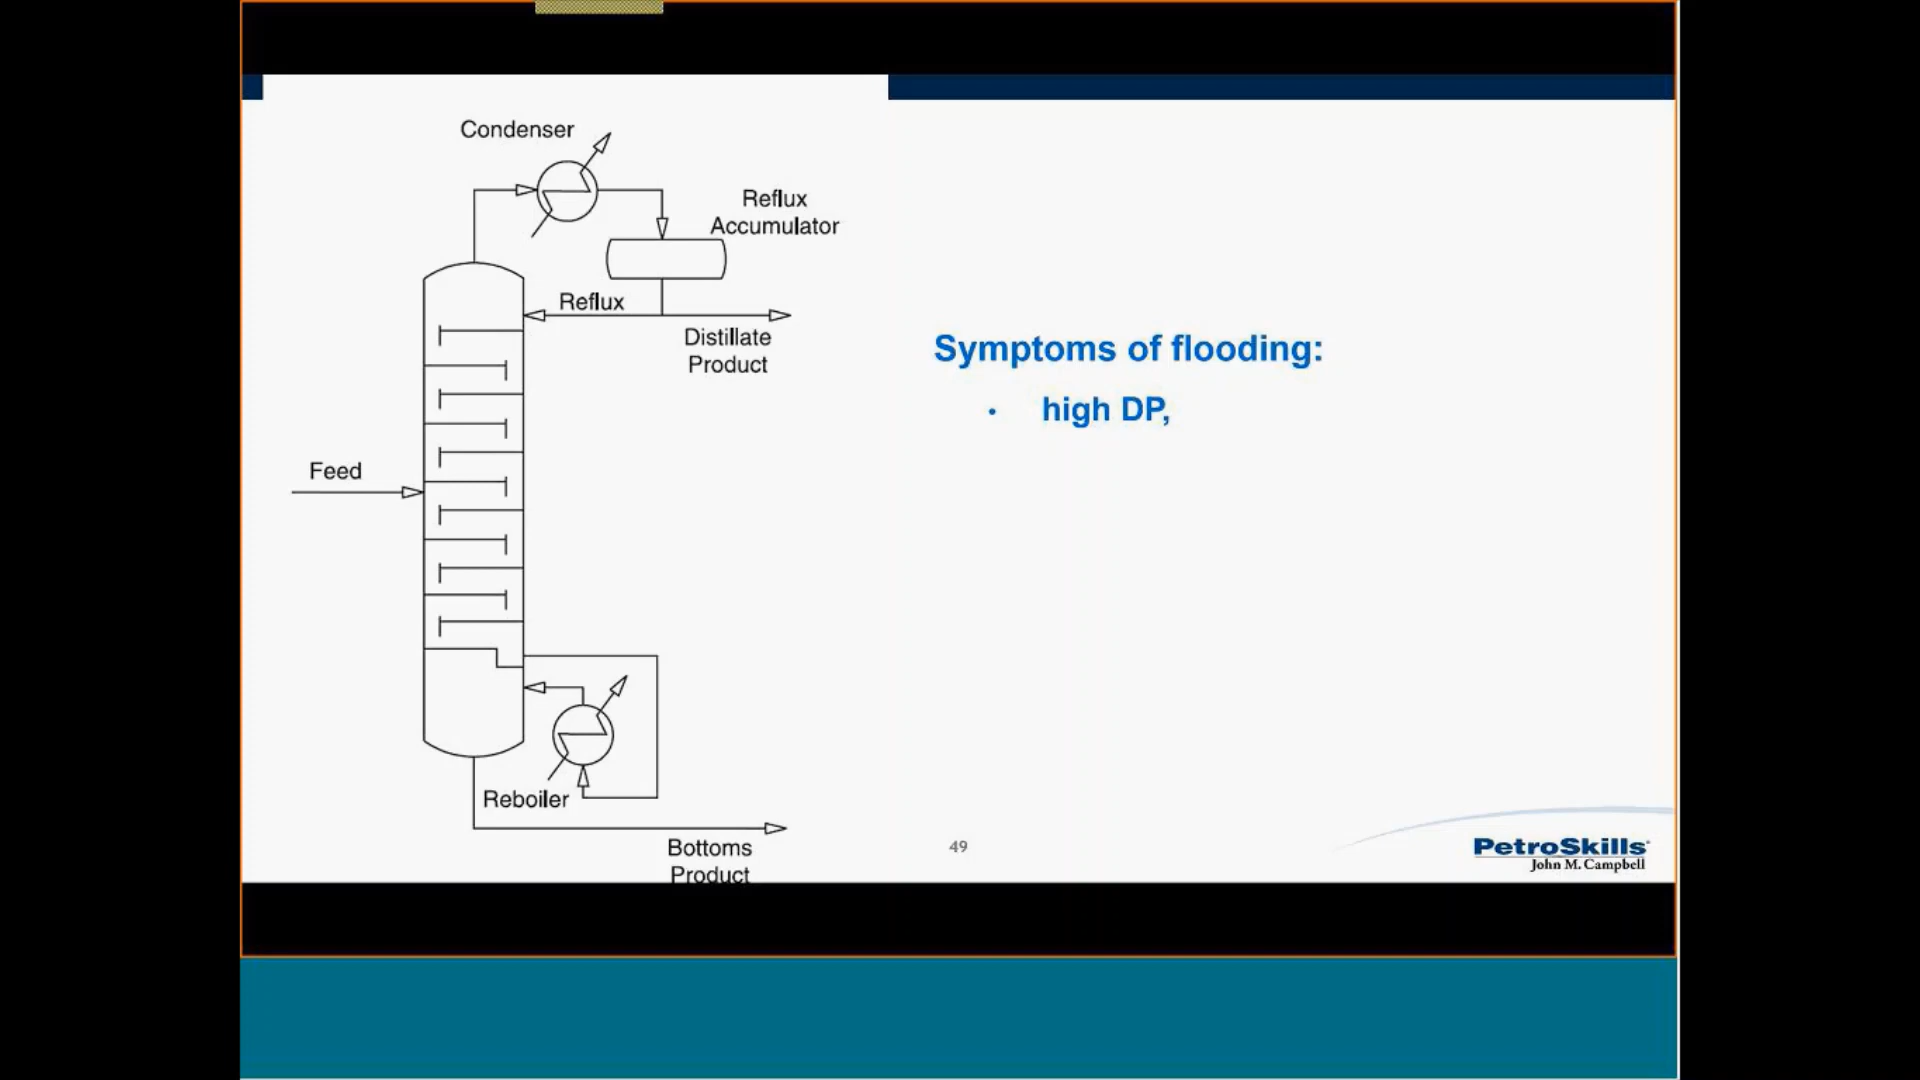 Condenser
Reflux
Accumulator
Reflux
Distillate
Product
Symptoms of flooding:
• high DP,
Feed
Reboiler
Bottoms
Product
49
PetroSkills
John M. Campbell